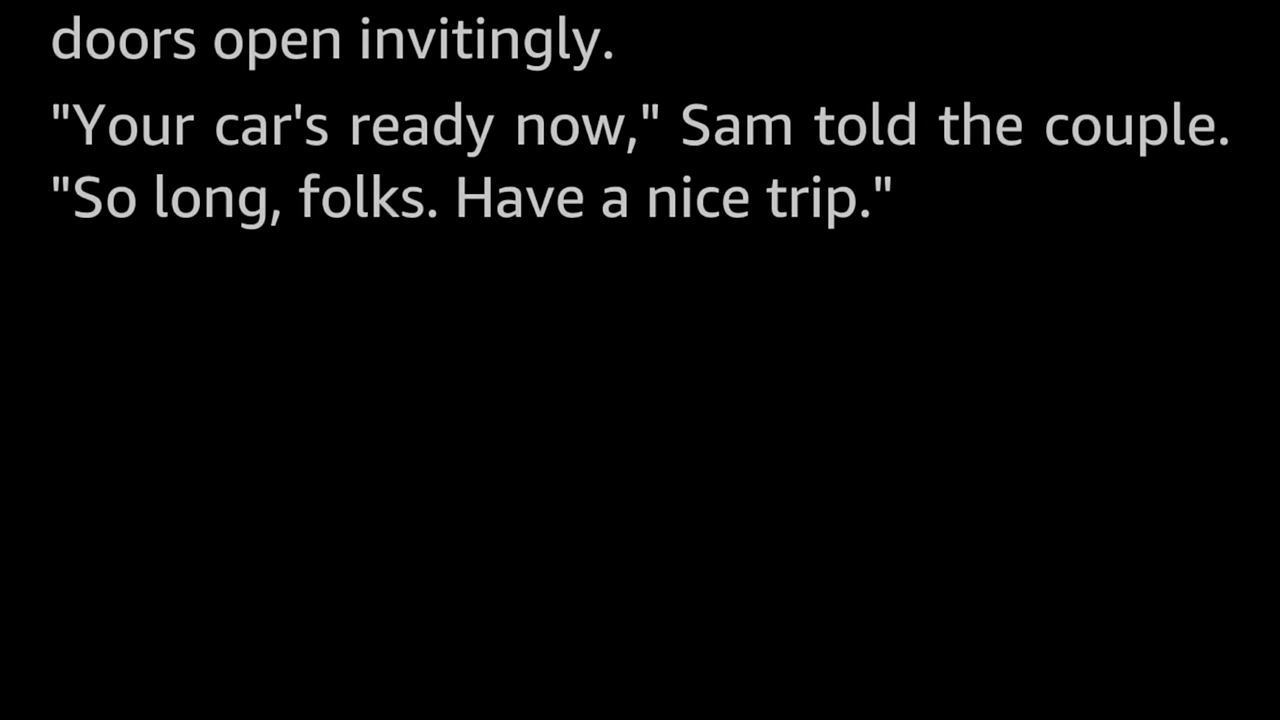 doors open invitingly.
"Your car's ready now," Sam told the couple.
"So long, folks. Have a nice trip."